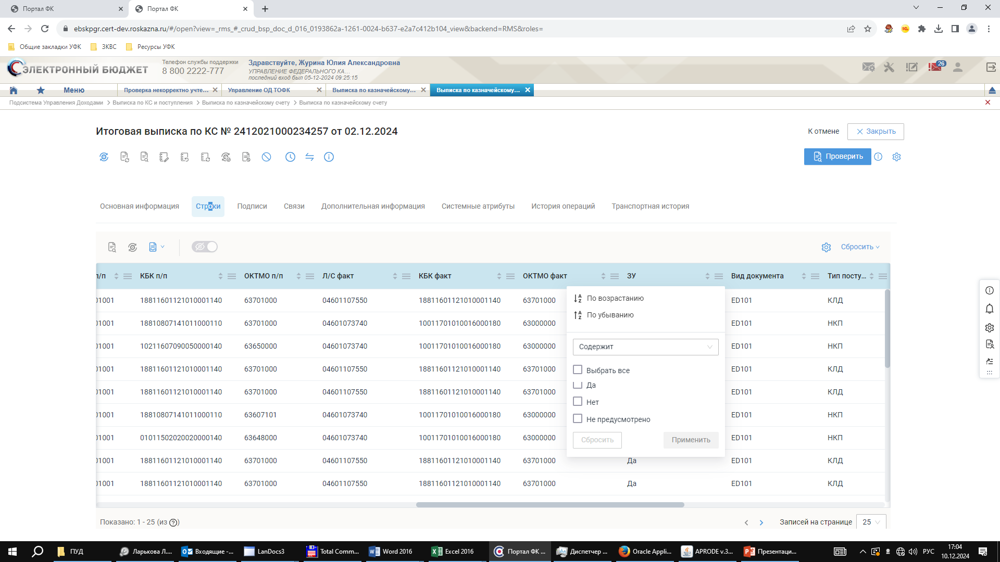 Портал ФК
Портал ФК
ebskpgr.cert-dev.roskazna.ru/#/open?view=_rms_#_crud_bsp_doc_d_016_0193862a-1261-0024-b637-e2a7c412b104_view&backend=RMS&roles=
Общие закладки УФК ЗКВС Ресурсы УФК
ЭЛЕКТРОННЫЙ БЮДЖЕТ
Телефон службы поддержки
8 800 2222-777
Здравствуйте, Журина Юлия Александровна
УПРАВЛЕНИЕ ФЕДЕРАЛЬНОГО КА...
последний вход был 05-12-2024 09:25:15
26
Меню Проверка некорректно учте... Управление ОД ТОФК Выписка по казначейскому... Выписка по казначейскому...
Подсистема Управления Доходами > Выписка по КС и поступления > Выписка по казначейскому счету > Выписка по казначейскому счету
Итоговая выписка по КС № 2412021000234257 от 02.12.2024
К отмене Закрыть
Проверить
Основная информация Строки Подписи Связи Дополнительная информация Системные атрибуты История операций Транспортная история
Сбросить
п/п КБК п/п ОКТМО п/п Л/С факт КБК факт ОКТМО факт ЗУ Вид документа Тип посту...
01001 18811601121010001140 63701000 04601107550 18811601121010001140 63701000 ED101 КЛД
01001 18810807141011000110 63701000 04601073740 10011701010016000180 63000000 ED101 НКП
01001 10211607090050000140 63650000 04601073740 10011701010016000180 63000000 ED101 НКП
01001 18811601121010001140 63701000 04601107550 18811601121010001140 63701000 ED101 КЛД
01001 18811601121010001140 63701000 04601107550 18811601121010001140 63701000 ED101 КЛД
01001 18810807141011000110 63607101 04601073740 10011701010016000180 63000000 ED101 НКП
01001 01011502020020000140 63648000 04601073740 10011701010016000180 63000000 ED101 НКП
01001 18811601121010001140 63701000 04601107550 18811601121010001140 63701000 Да ED101 КЛД
01001 18811601121010001140 63701000 04601107550 18811601121010001140 63701000 Да ED101 КЛД
По возрастанию
По убыванию
Содержит
Выбрать все
Да
Нет
Не предусмотрено
Сбросить Применить
Показано: 1 - 25 (из ?)
Записей на странице 25
ПУД Ларькова Л.... Входящие -... LanDocs3 Total Comm... Word 2016 Excel 2016 Портал ФК ... Диспетчер ... Oracle Appli... APRODE v.3... Презентаци...
РУС
17:04
10.12.2024